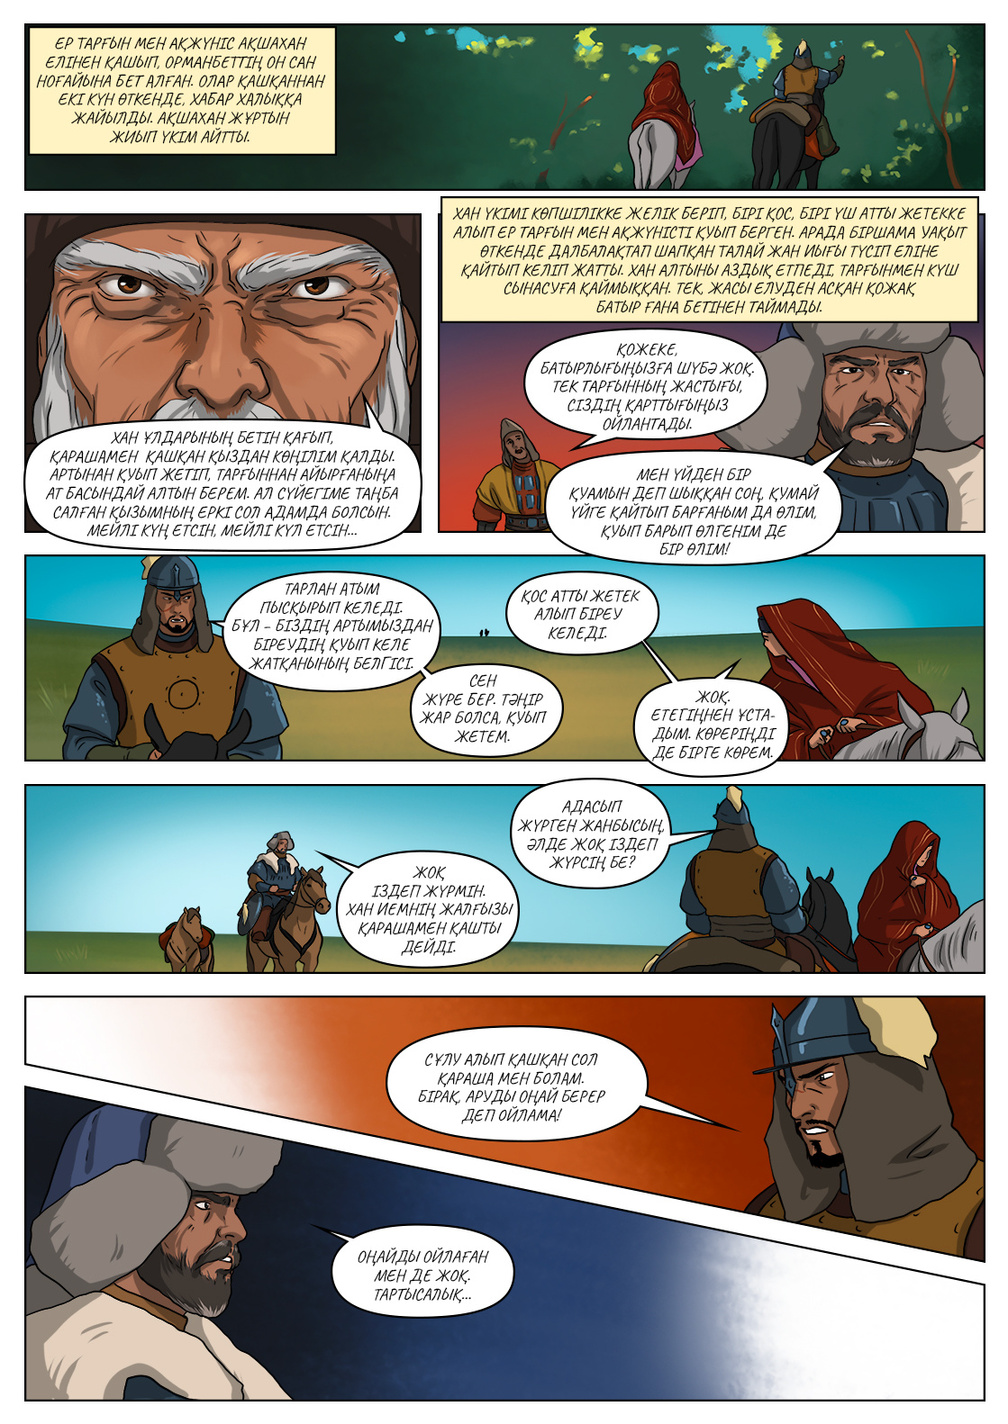 ЕР ТАРҒЫН МЕН АҚЖҮНІС АҚШАХАН
ЕЛІНЕН ҚАШЫП, ОРМАНБЕТТІҢ ОН САН
НОҒАЙЫНА БЕТ АЛҒАН. ОЛАР ҚАШҚАННАН
ЕКІ КҮН ӨТКЕНДЕ, ХАБАР ХАЛЫҚҚА
ЖАЙЫЛДЫ. АҚШАХАН ЖҰРТЫН
ЖИЫП ҮКІМ АЙТТЫ.
ХАН ҰЛДАРЫНЫҢ БЕТІН ҚАҒЫП,
ҚАРАШАМЕН ҚАШҚАН ҚЫЗДАН КӨҢІЛІМ ҚАЛДЫ.
АРТЫНАН ҚУЫП ЖЕТІП, ТАРҒЫННАН АЙЫРҒАНЫҢА
АТ БАСЫНДАЙ АЛТЫН БЕРЕМ. АЛ СҮЙЕГІМЕ ТАҢБА
САЛҒАН ҚЫЗЫМНЫҢ ЕРКІ СОЛ АДАМДА БОЛСЫН.
МЕЙЛІ КҮҢ ЕТСІН, МЕЙЛІ КҮЛ ЕТСІН...
ХАН ҮКІМІ КӨПШІЛІККЕ ЖЕЛІК БЕРІП, БІРІ ҚОС, БІРІ ҮШ АТТЫ ЖЕТЕККЕ
АЛЫП ЕР ТАРҒЫН МЕН АҚЖҮНІСТІ ҚУЫП БЕРГЕН. АРАДА БІРШАМА УАҚЫТ
ӨТКЕНДЕ ДАЛБАЛАҚТАП ШАПҚАН ТАЛАЙ ЖАН ИЫҒЫ ТҮСІП ЕЛІНЕ
ҚАЙТЫП КЕЛІП ЖАТТЫ. ХАН АЛТЫНЫ АЗДЫҚ ЕТПЕДІ, ТАРҒЫНМЕН КҮШ
СЫНАСУҒА ҚАЙМЫҚҚАН. ТЕК, ЖАСЫ ЕЛУДЕН АСҚАН ҚОЖАҚ
БАТЫР ҒАНА БЕТІНЕН ТАЙМАДЫ.
ҚОЖЕКЕ,
БАТЫРЛЫҒЫҢЫЗҒА ШҮБӘ ЖОҚ.
ТЕК ТАРҒЫННЫҢ ЖАСТЫҒЫ,
СІЗДІҢ ҚАРТТЫҒЫҢЫЗ
ОЙЛАНТАДЫ.
МЕН ҮЙДЕН БІР
ҚУАМЫН ДЕП ШЫҚҚАН СОҢ, ҚУМАЙ
ҮЙГЕ ҚАЙТЫП БАРҒАНЫМ ДА ӨЛІМ,
ҚУЫП БАРЫП ӨЛГЕНІМ ДЕ
БІР ӨЛІМ!
ТАРЛАН АТЫМ
ПЫСҚЫРЫП КЕЛЕДІ.
БҰЛ – БІЗДІҢ АРТЫМЫЗДАН
БІРЕУДІҢ ҚУЫП КЕЛЕ
ЖАТҚАНЫНЫҢ БЕЛГІСІ.
ҚОС АТТЫ ЖЕТЕК
АЛЫП БІРЕУ
КЕЛЕДІ.
СЕН
ЖҮРЕ БЕР. ТӘҢІР
ЖАР БОЛСА, ҚУЫП
ЖЕТЕМ.
ЖОҚ.
ЕТЕГІҢНЕН ҰСТА-
ДЫМ. КӨРЕРІҢДІ
ДЕ БІРГЕ КӨРЕМ.
АДАСЫП
ЖҮРГЕН ЖАНБЫСЫҢ,
ӘЛДЕ ЖОҚ ІЗДЕП
ЖҮРСІҢ БЕ?
ЖОҚ
ІЗДЕП ЖҮРМІН.
ХАН ИЕМНІҢ ЖАЛҒЫЗЫ
ҚАРАШАМЕН ҚАШТЫ
ДЕЙДІ.
СҰЛУ АЛЫП ҚАШҚАН СОЛ
ҚАРАША МЕН БОЛАМ.
БІРАҚ, АРУДЫ ОҢАЙ БЕРЕР
ДЕП ОЙЛАМА!
ОҢАЙДЫ ОЙЛАҒАН
МЕН ДЕ ЖОҚ.
ТАРТЫСАЛЫҚ...